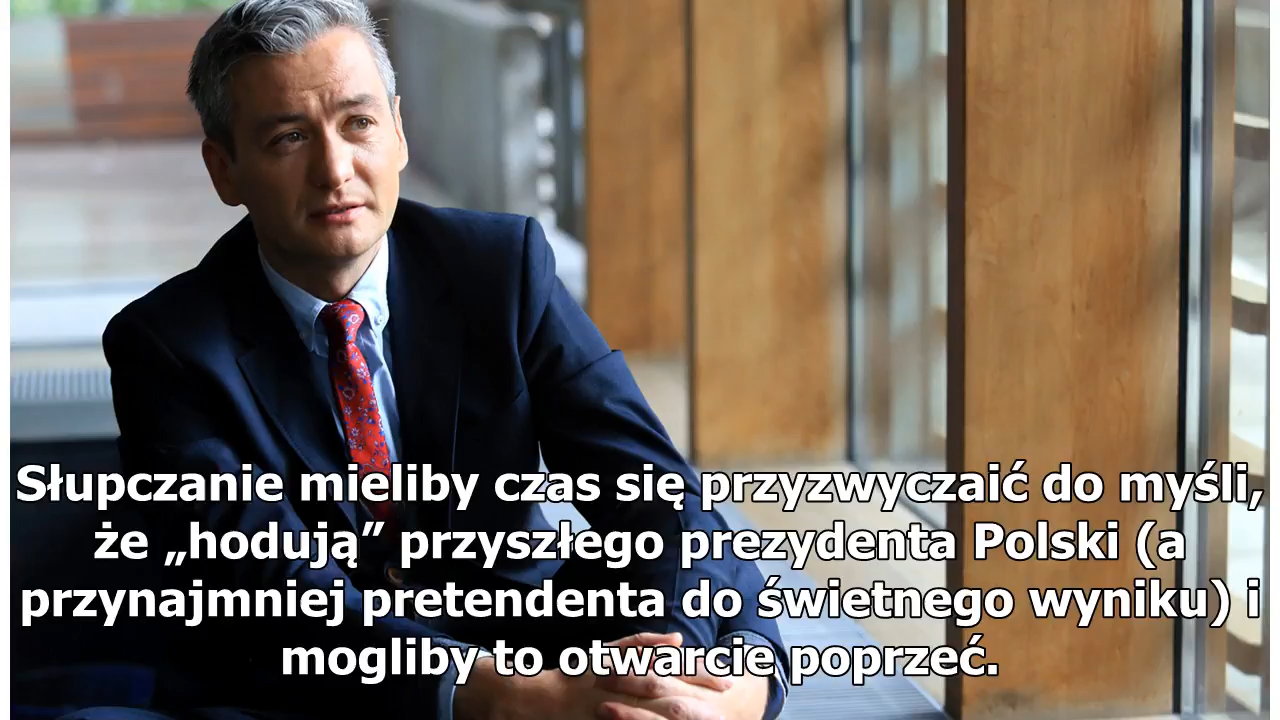 Słupczanie mieliby czas się przyzwyczaić do myśli,
że „hodują” przyszłego prezydenta Polski (a
przynajmniej pretendenta do świetnego wyniku) i
mogliby to otwarcie poprzeć.